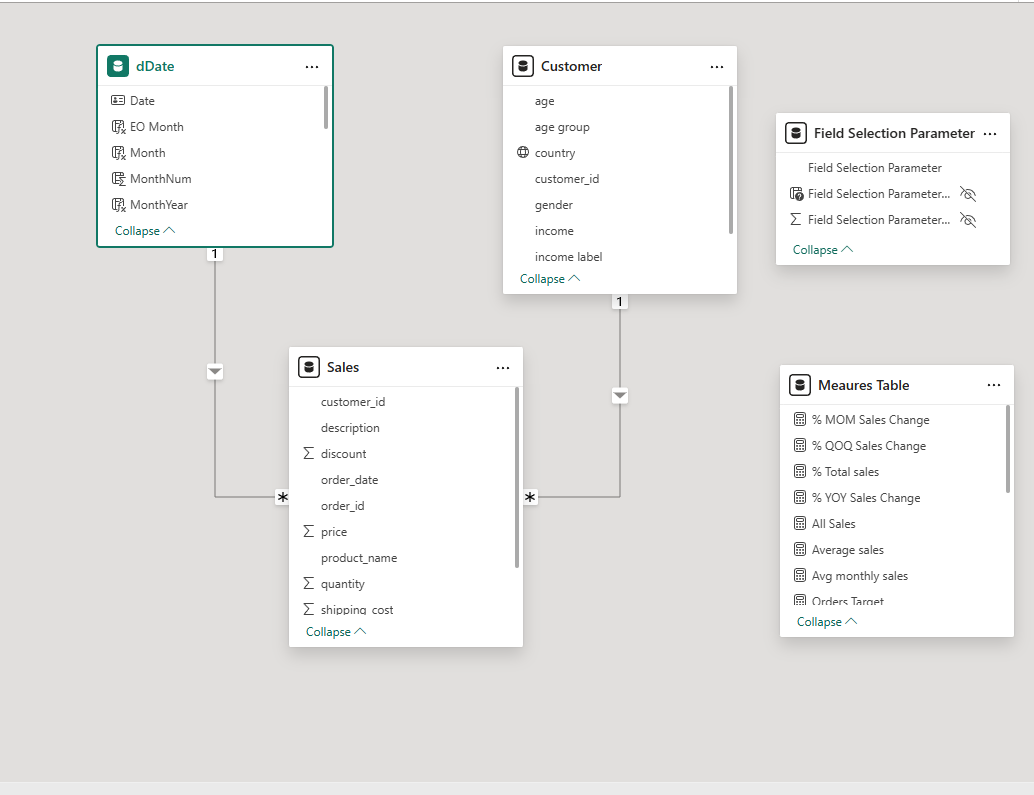 dDate
Date
EO Month
Month
MonthNum
MonthYear
Collapse
1
Customer
age
age group
country
customer_id
gender
income
income label
Collapse
1
Field Selection Parameter
Field Selection Parameter
Field Selection Parameter...
Field Selection Parameter...
Collapse
Sales
customer_id
description
discount
order_date
order_id
price
product_name
quantity
shipping_cost
Collapse
*
*
Meaures Table
% MOM Sales Change
% QOQ Sales Change
% Total sales
% YOY Sales Change
All Sales
Average sales
Avg monthly sales
Orders Target
Collapse